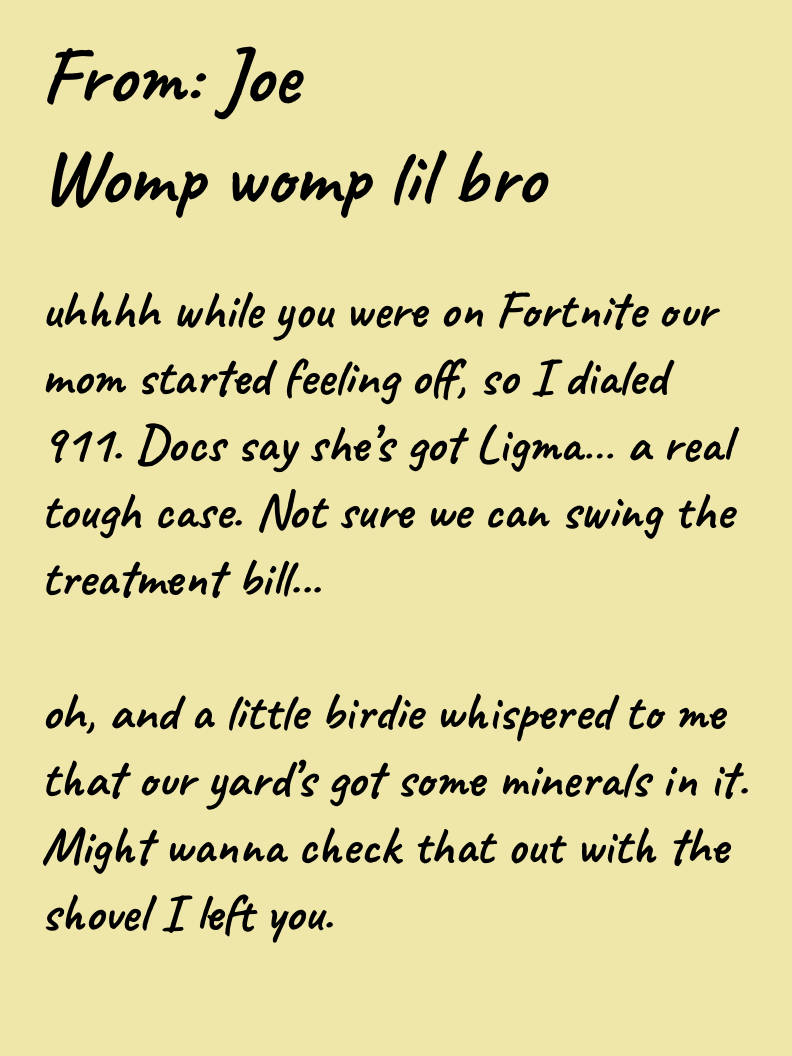 From: Joe
Womp womp lil bro
uhhhh while you were on Fortnite our
mom started feeling off, so I dialed
911. Docs say she’s got Ligma... a real
tough case. Not sure we can swing the
treatment bill...
oh, and a little birdie whispered to me
that our yard’s got some minerals in it.
Might wanna check that out with the
shovel I left you.